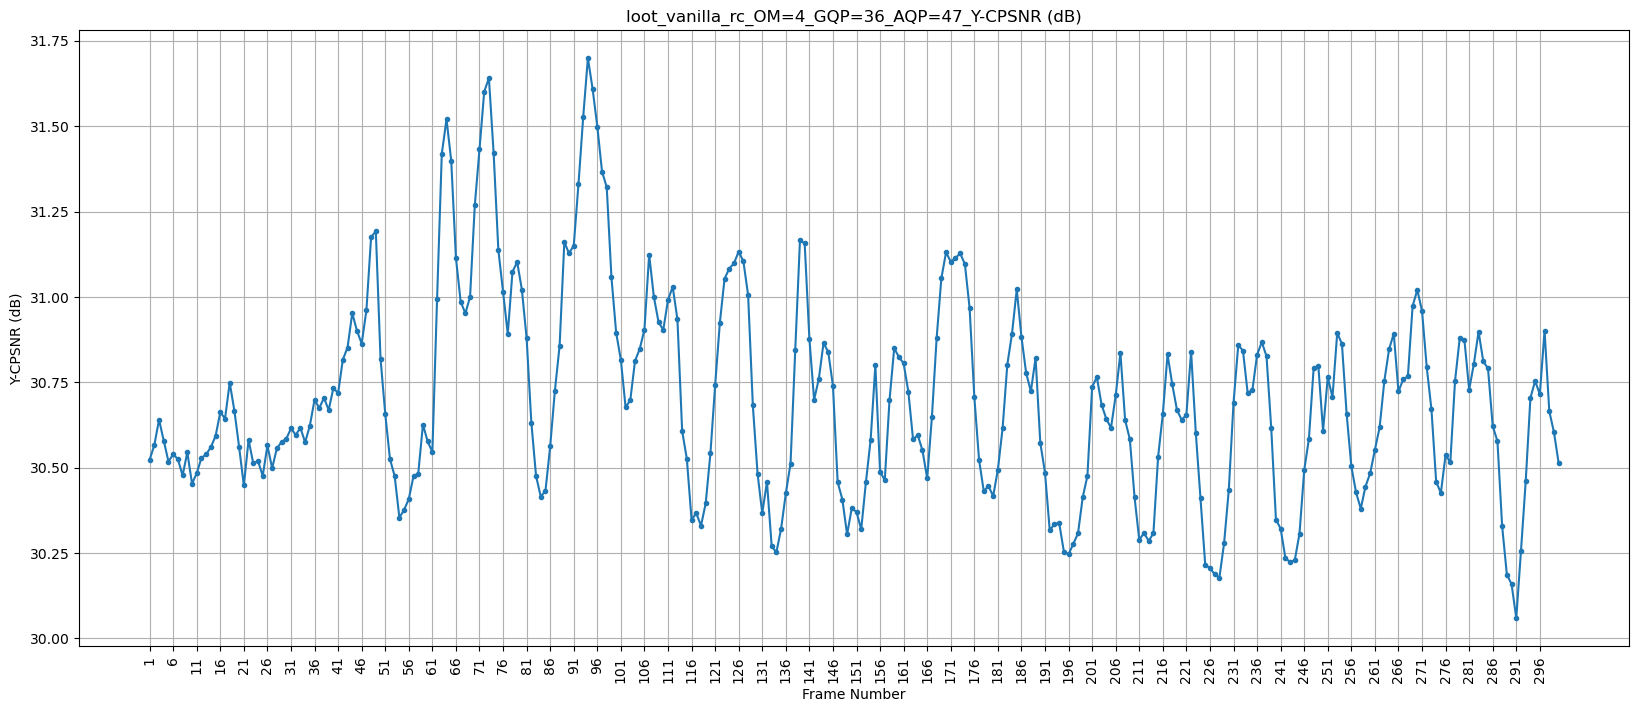 loot_vanilla_rc_OM=4_GQP=36_AQP=47_Y-CPSNR (dB)
31.75
31.50
31.25
31.00
30.75
30.50
30.25
30.00
Y-CPSNR (dB)
1 6 11 16 21 26 31 36 41 46 51 56 61 66 71 76 81 86 91 96 101 106 111 116 121 126 131 136 141 146 151 156 161 166 171 176 181 186 191 196 201 206 211 216 221 226 231 236 241 246 251 256 261 266 271 276 281 286 291 296
Frame Number